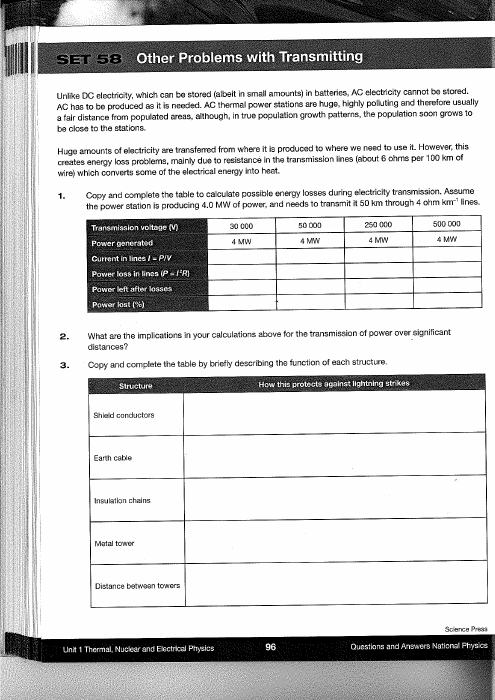 SET 58 Other Problems with Transmitting
Unlike DC electricity, which can be stored (albeit in small amounts) in batteries, AC electricity cannot be stored.
AC has to be produced as it is needed. AC thermal power stations are huge, highly polluting and therefore usually
a fair distance from populated areas, although, in true population growth patterns, the population soon grows to
be close to the stations.
Huge amounts of electricity are transferred from where it is produced to where we need to use it. However, this
creates energy loss problems, mainly due to resistance in the transmission lines (about 6 ohms per 100 km of
wire) which converts some of the electrical energy into heat.
1. Copy and complete the table to calculate possible energy losses during electricity transmission. Assume
the power station is producing 4.0 MW of power, and needs to transmit it 50 km through 4 ohm km⁻¹ lines.
Transmission voltage (V) 30 000 50 000 250 000 500 000
Power generated 4 MW 4 MW 4 MW 4 MW
Current in lines I = P/V
Power loss in lines (P = I²R)
Power left after losses
Power lost (%)
2. What are the implications in your calculations above for the transmission of power over significant
distances?
3. Copy and complete the table by briefly describing the function of each structure.
Structure How this protects against lightning strikes
Shield conductors
Earth cable
Insulation chains
Metal tower
Distance between towers
Science Press
Unit 1 Thermal, Nuclear and Electrical Physics 96 Questions and Answers National Physics